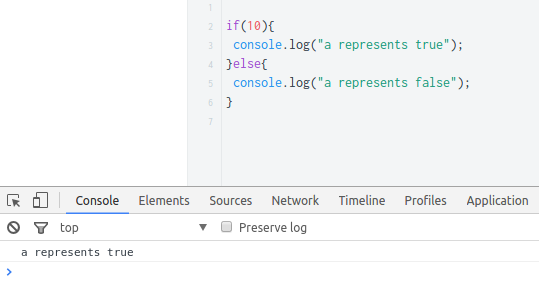 1
2 if(10){
3 console.log("a represents true");
4 }else{
5 console.log("a represents false");
6 }
7
Console Elements Sources Network Timeline Profiles Application
top Preserve log
a represents true
>